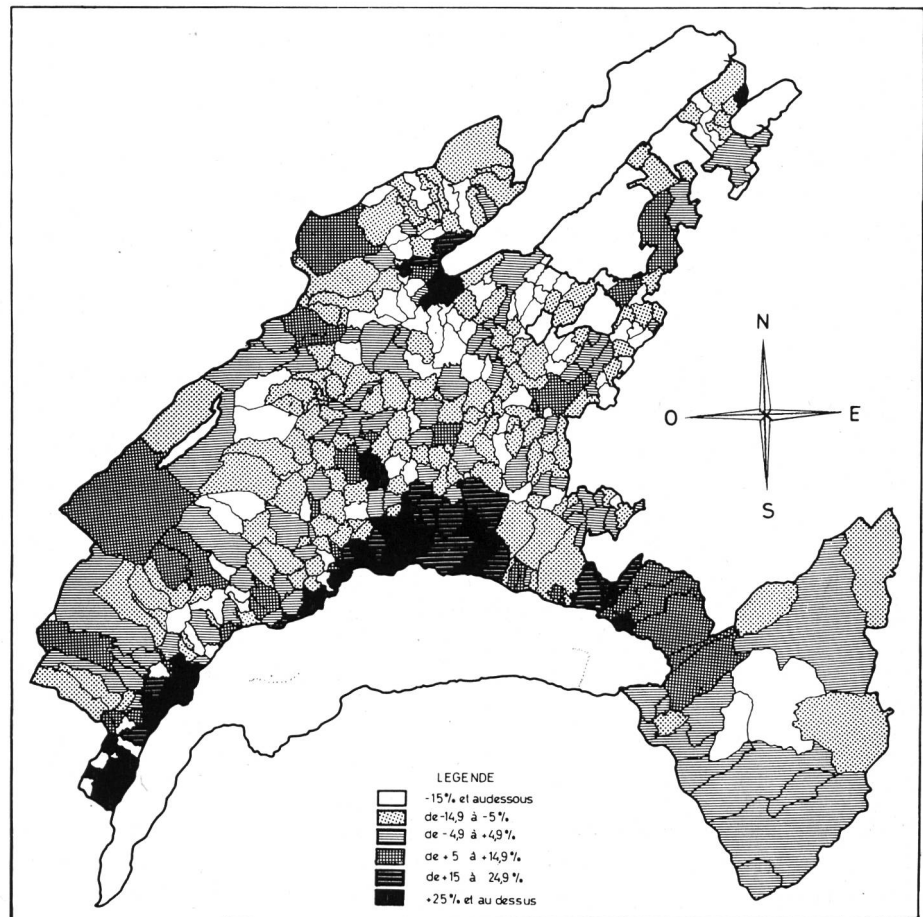 N
O E
S
LEGENDE
-15% et audessous
de -14,9 à -5%
de -4,9 à +4,9%
de +5 à +14,9%
de +15 à 24,9%
+25% et au dessus